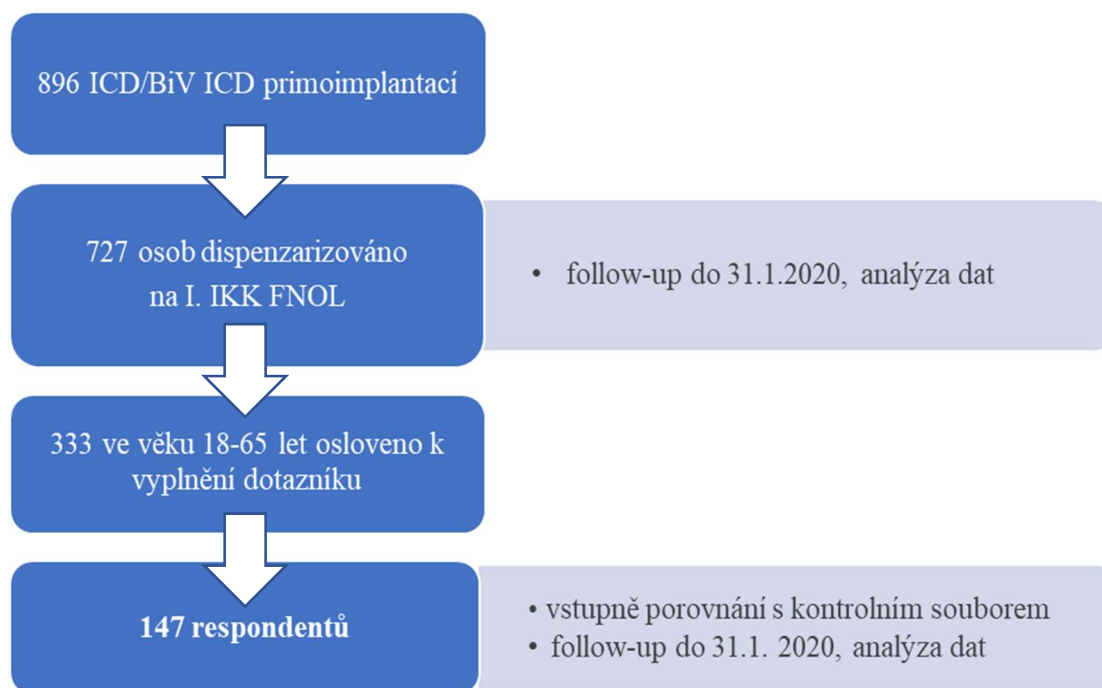 896 ICD/BiV ICD primoimplantací
727 osob dispenzarizováno
na I. IKK FNOL
• follow-up do 31.1.2020, analýza dat
333 ve věku 18-65 let osloveno k
vyplnění dotazníku
147 respondentů
• vstupně porovnání s kontrolním souborem
• follow-up do 31.1. 2020, analýza dat